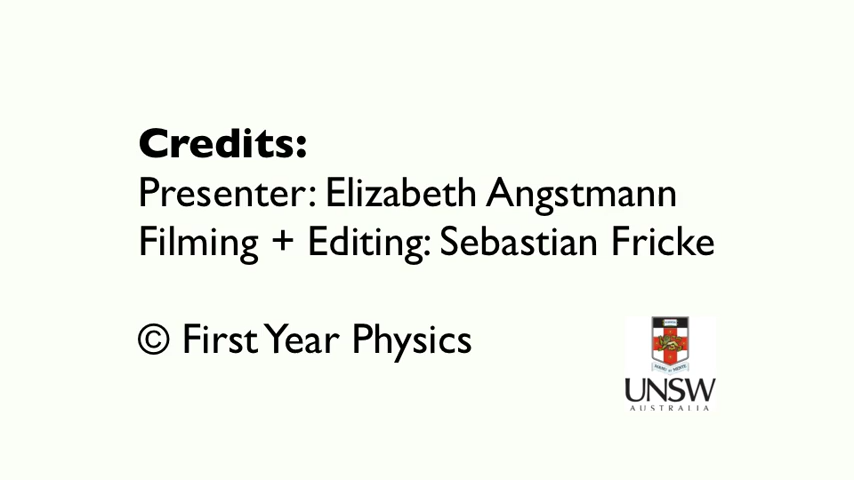 Credits:
Presenter: Elizabeth Angstmann
Filming + Editing: Sebastian Fricke
© First Year Physics
UNSW
AUSTRALIA